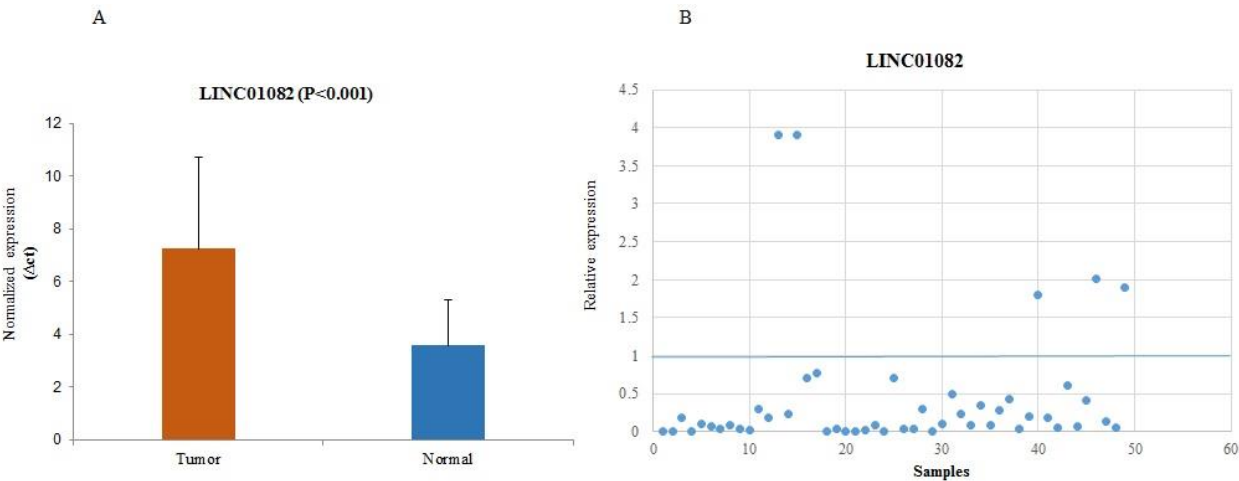 A
B
LINC01082 (P<0.001)
Normalized expression
(Δct)
12
10
8
6
4
2
0
Tumor
Normal
LINC01082
Relative expression
4.5
4
3.5
3
2.5
2
1.5
1
0.5
0
0
10
20
30
40
50
60
Samples